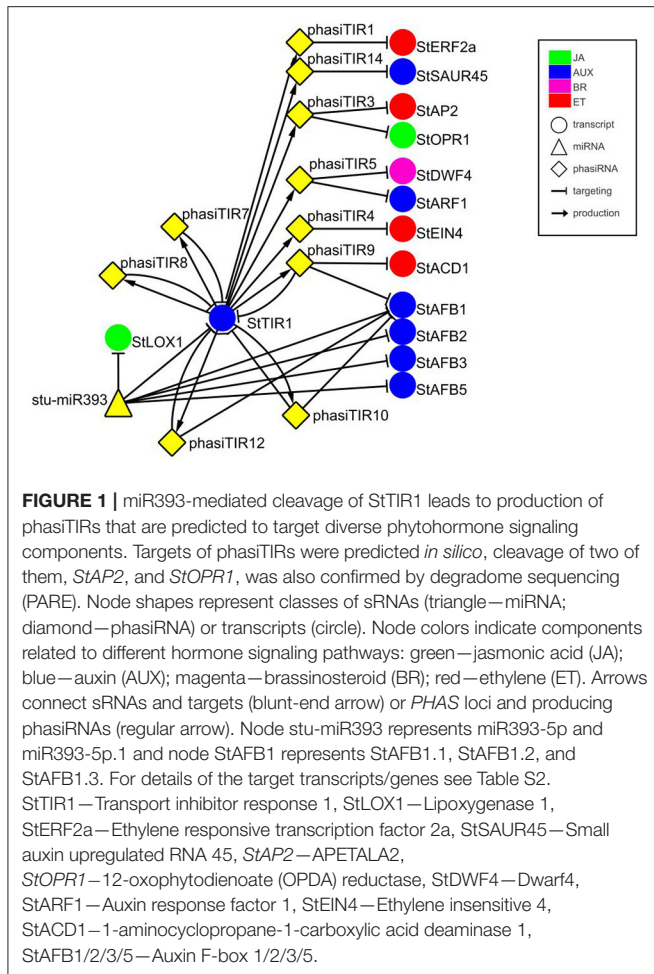 phasiTIR1
StERF2a
phasiTIR14
StSAUR45
phasiTIR3
StAP2
StOPR1
phasiTIR5
StDWF4
StARF1
phasiTIR7
phasiTIR4
StEIN4
phasiTIR9
StACD1
phasiTIR8
StTIR1
StAFB1
StLOX1
StAFB2
StAFB3
stu-miR393
StAFB5
phasiTIR10
phasiTIR12
JA
AUX
BR
ET
transcript
miRNA
phasiRNA
targeting
production
FIGURE 1 | miR393-mediated cleavage of StTIR1 leads to production of
phasiTIRs that are predicted to target diverse phytohormone signaling
components. Targets of phasiTIRs were predicted in silico, cleavage of two of
them, StAP2, and StOPR1, was also confirmed by degradome sequencing
(PARE). Node shapes represent classes of sRNAs (triangle—miRNA;
diamond—phasiRNA) or transcripts (circle). Node colors indicate components
related to different hormone signaling pathways: green—jasmonic acid (JA);
blue—auxin (AUX); magenta—brassinosteroid (BR); red—ethylene (ET). Arrows
connect sRNAs and targets (blunt-end arrow) or PHAS loci and producing
phasiRNAs (regular arrow). Node stu-miR393 represents miR393-5p and
miR393-5p.1 and node StAFB1 represents StAFB1.1, StAFB1.2, and
StAFB1.3. For details of the target transcripts/genes see Table S2.
StTIR1—Transport inhibitor response 1, StLOX1—Lipoxygenase 1,
StERF2a—Ethylene responsive transcription factor 2a, StSAUR45—Small
auxin upregulated RNA 45, StAP2—APETALA2,
StOPR1—12-oxophytodienoate (OPDA) reductase, StDWF4—Dwarf4,
StARF1—Auxin response factor 1, StEIN4—Ethylene insensitive 4,
StACD1—1-aminocyclopropane-1-carboxylic acid deaminase 1,
StAFB1/2/3/5—Auxin F-box 1/2/3/5.